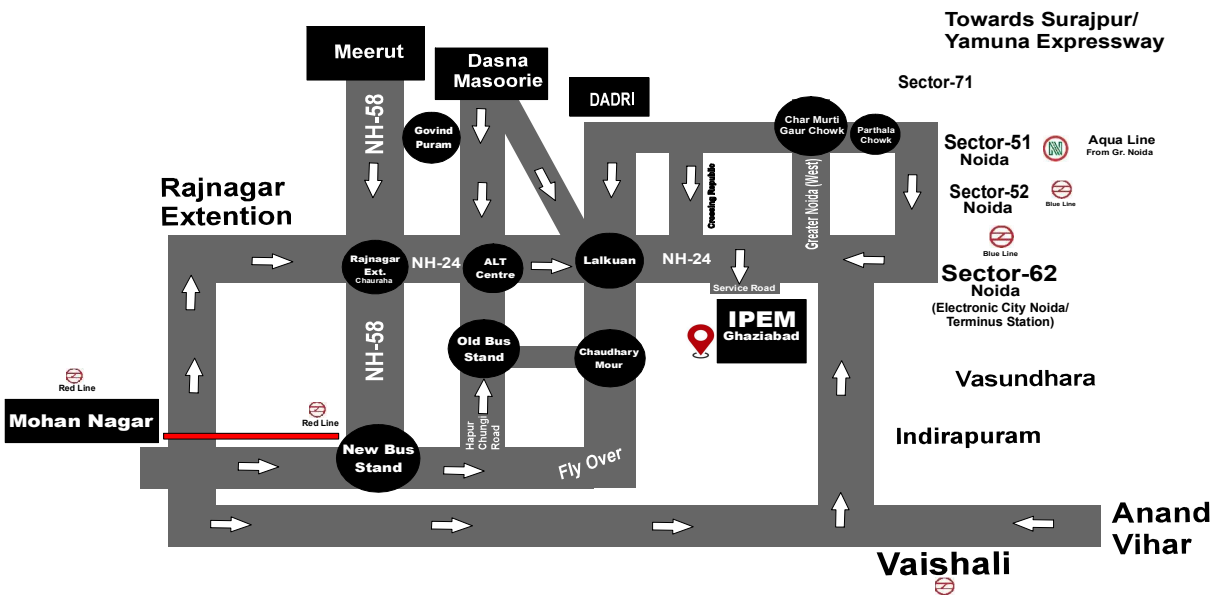 Towards Surajpur/
Yamuna Expressway
Meerut
Dasna
Masoorie
DADRI
Sector-71
NH-58
Govind
Puram
Char Murti
Gaur Chowk
Parthala
Chowk
Sector-51
Noida
Aqua Line
From Gr. Noida
Rajnagar
Extention
Crossing Republic
Greater Noida (West)
Sector-52
Noida
Blue Line
Rajnagar
Ext.
Chauraha
NH-24
ALT
Centre
Lalkuan
NH-24
Blue Line
Sector-62
Noida
(Electronic City Noida/
Terminus Station)
Service Road
IPEM
Ghaziabad
NH-58
Old Bus
Stand
Chaudhary
Mour
Red Line
Mohan Nagar
Red Line
Vasundhara
Indirapuram
Hapur
Chungi
Road
New Bus
Stand
Fly Over
Anand
Vihar
Vaishali